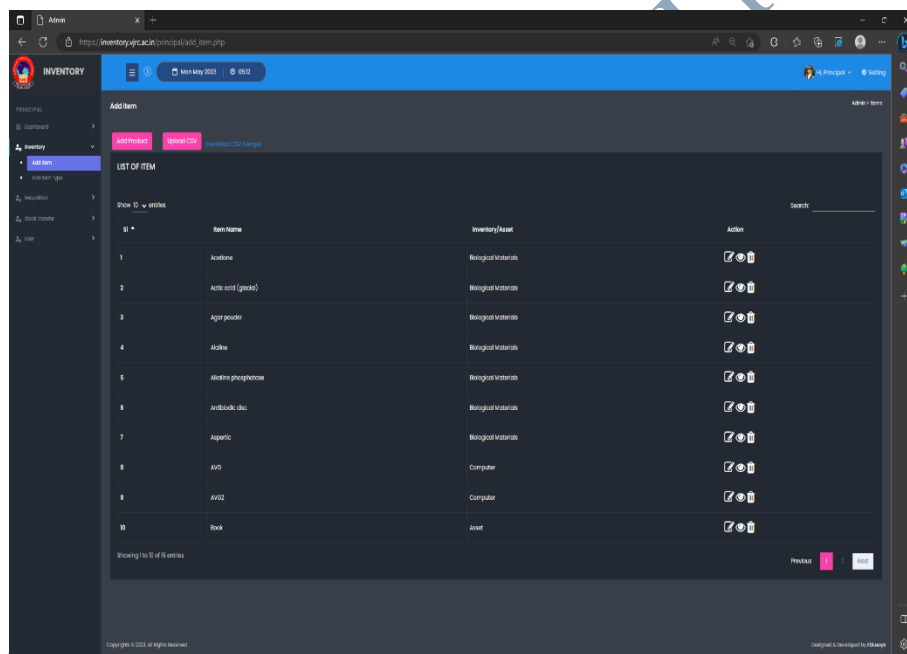 Admin
https://inventory.vjrc.ac.in/principal/add_item.php
INVENTORY
Mon May 2023 05:12
Hi, Principal
Setting
PRINCIPAL
Dashboard
Inventory
Add Item
Add Item Type
Requisition
Stock Transfer
User
Add Item
Admin > Items
Add Product
Upload CSV
Download CSV Sample
LIST OF ITEM
Show 10 entries
Search:
Sl Item Name Inventory/Asset Action
1 Acetione Biological Materials
2 Actic acid (glacial) Biological Materials
3 Agar powder Biological Materials
4 Alaline Biological Materials
5 Alkaline phosphatase Biological Materials
6 Antibiodic disc Biological Materials
7 Aspertic Biological Materials
8 AVG Computer
9 AVG2 Computer
10 Book Asset
Showing 1 to 10 of 19 entries
Previous 1 2 Next
Copyrights © 2023. All Rights Reserved
Designed & Developed by